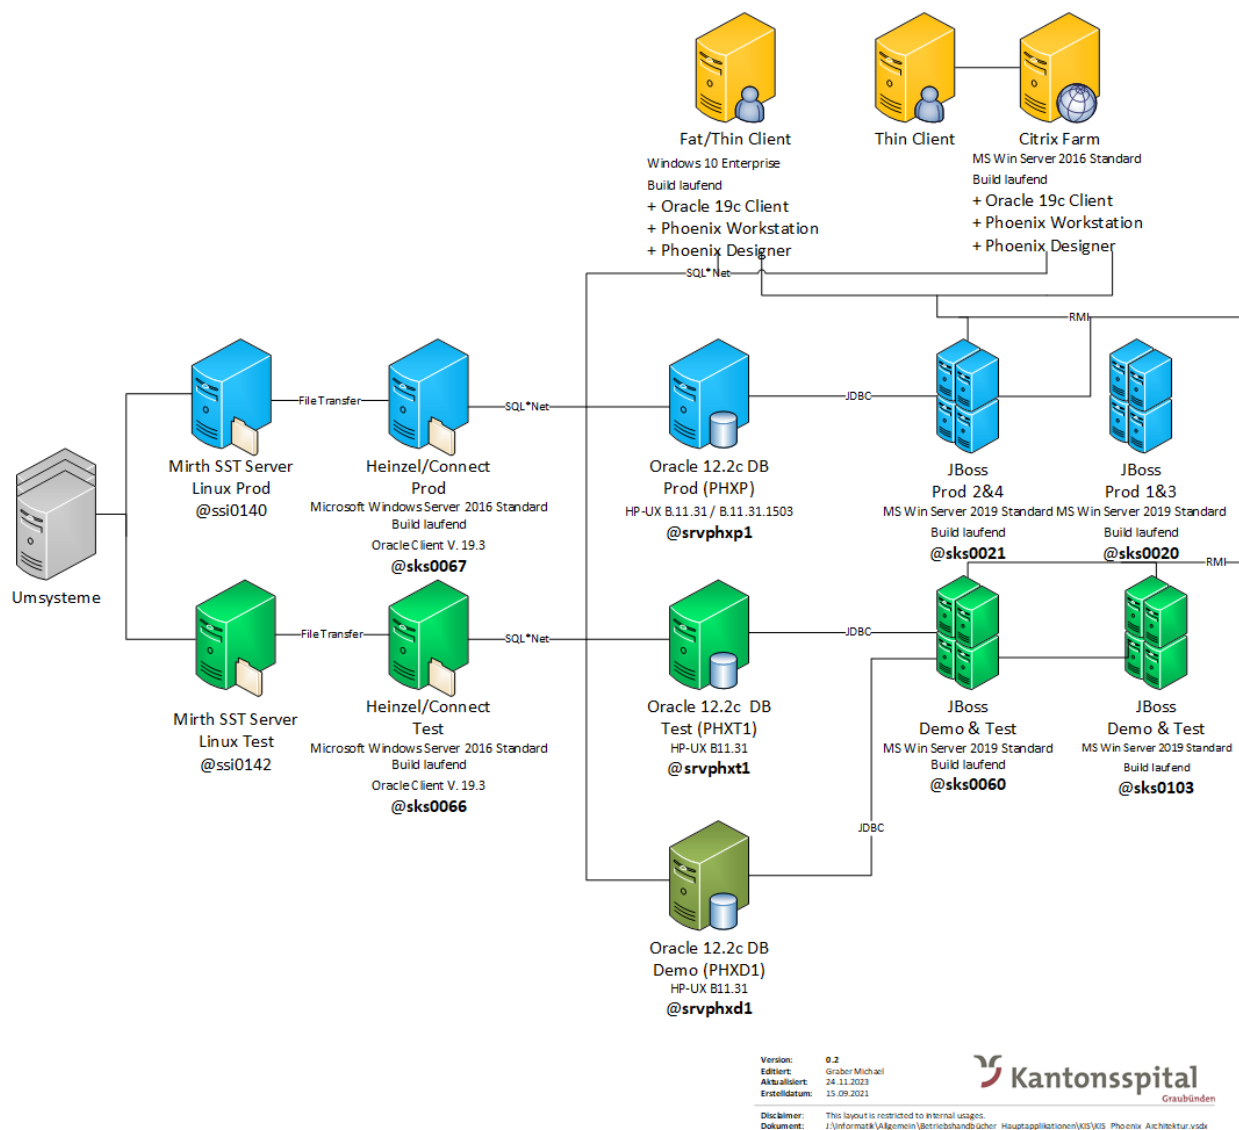 Fat/Thin Client
Windows 10 Enterprise
Build laufend
+ Oracle 19c Client
+ Phoenix Workstation
+ Phoenix Designer
Thin Client
Citrix Farm
MS Win Server 2016 Standard
Build laufend
+ Oracle 19c Client
+ Phoenix Workstation
+ Phoenix Designer
SQL*Net
RMI
File Transfer
SQL*Net
JDBC
Umsysteme
Mirth SST Server
Linux Prod
@ssi0140
Heinzel/Connect
Prod
Microsoft Windows Server 2016 Standard
Build laufend
Oracle Client V. 19.3
@sks0067
Oracle 12.2c DB
Prod (PHXP)
HP-UX B.11.31 / B.11.31.1503
@srvphxp1
JBoss
Prod 2&4
MS Win Server 2019 Standard
Build laufend
@sks0021
JBoss
Prod 1&3
MS Win Server 2019 Standard
Build laufend
@sks0020
RMI
File Transfer
SQL*Net
JDBC
Mirth SST Server
Linux Test
@ssi0142
Heinzel/Connect
Test
Microsoft Windows Server 2016 Standard
Build laufend
Oracle Client V. 19.3
@sks0066
Oracle 12.2c DB
Test (PHXT1)
HP-UX B11.31
@srvphxt1
JBoss
Demo & Test
MS Win Server 2019 Standard
Build laufend
@sks0060
JBoss
Demo & Test
MS Win Server 2019 Standard
Build laufend
@sks0103
JDBC
Oracle 12.2c DB
Demo (PHXD1)
HP-UX B11.31
@srvphxd1
Version: 0.2
Editiert: Graber Michael
Aktualisiert: 24.11.2023
Erstelldatum: 15.09.2021
Kantonsspital
Graubünden
Disclaimer: This layout is restricted to internal usages.
Dokument: J:\Informatik\Allgemein\Betriebshandbücher_Hauptapplikationen\KIS\KIS_Phoenix_Architektur.vsdx